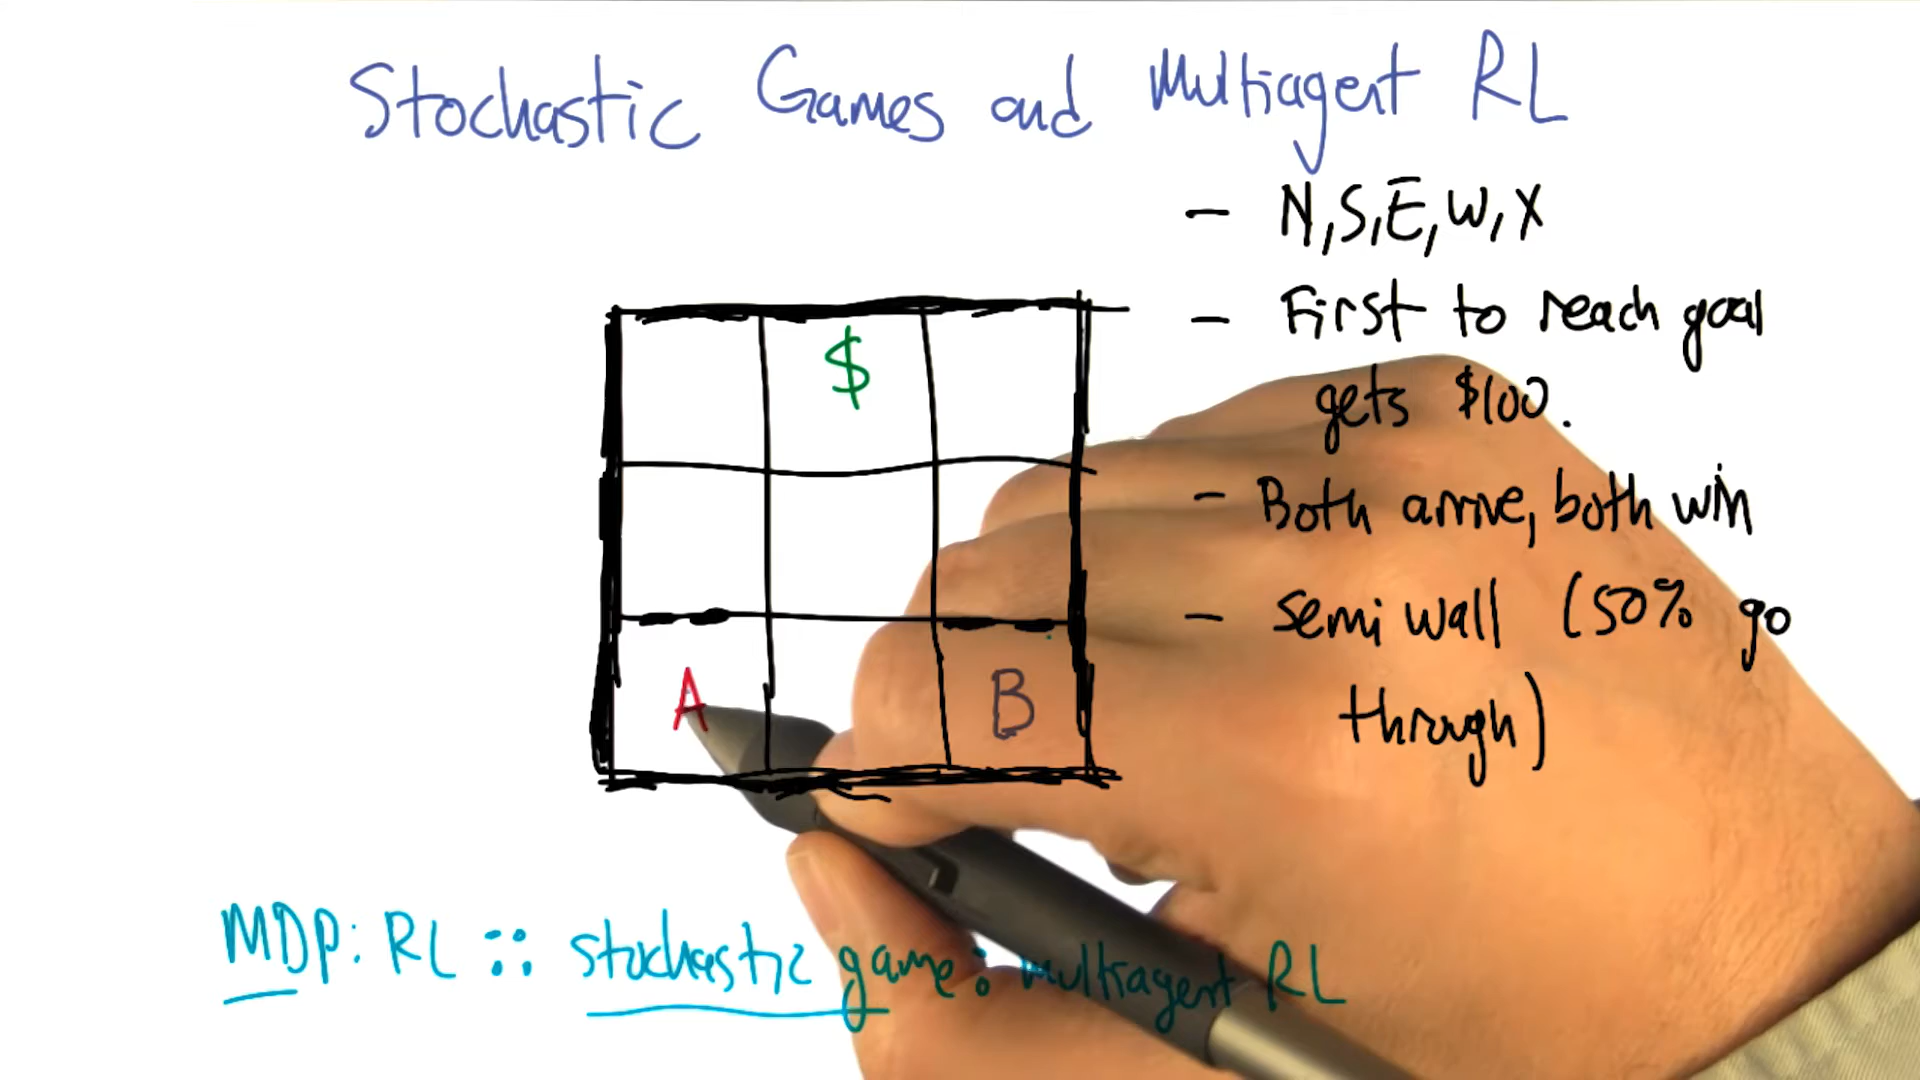 Stochastic Games and Multiagent RL
- N,S,E,W,X
- First to reach goal
gets $100.
- Both arrive, both win
- semi wall (50% go
through)
$
A B
MDP: RL :: stochastic game: multiagent RL